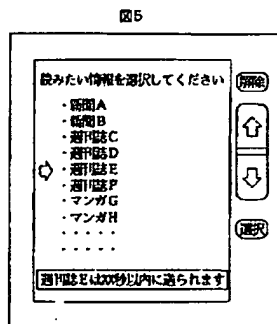 図5
読みたい情報を選択してください
解除
・新聞A
・新聞B
・週刊誌C
・週刊誌D
・週刊誌E
・週刊誌F
・マンガG
・マンガH
・・・・・
・・・・・
選択
週刊誌Eは200秒以内に送られます